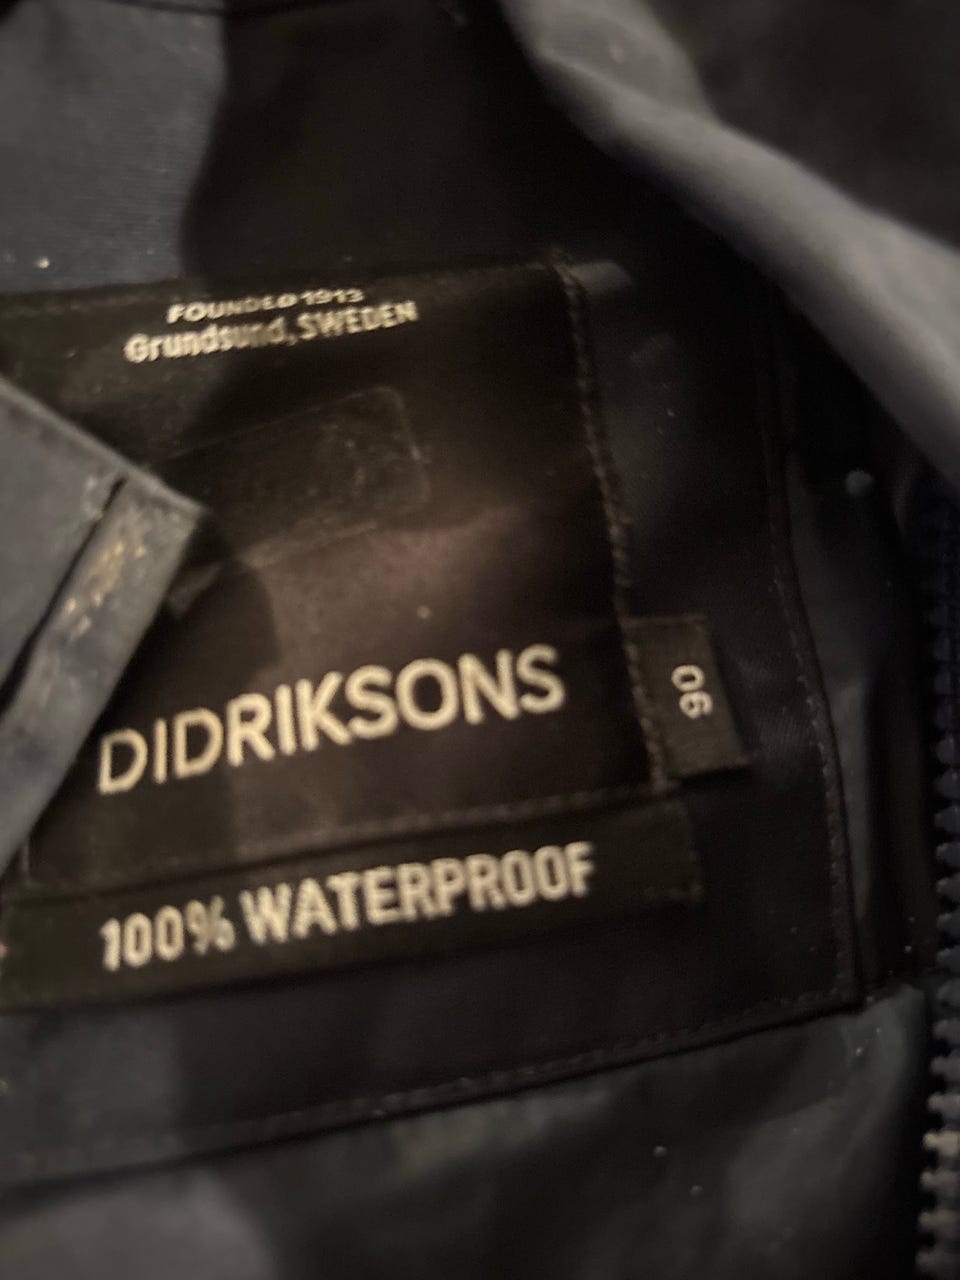 FOUNDED 1913
Grundsund, SWEDEN
DIDRIKSONS
90
100% WATERPROOF